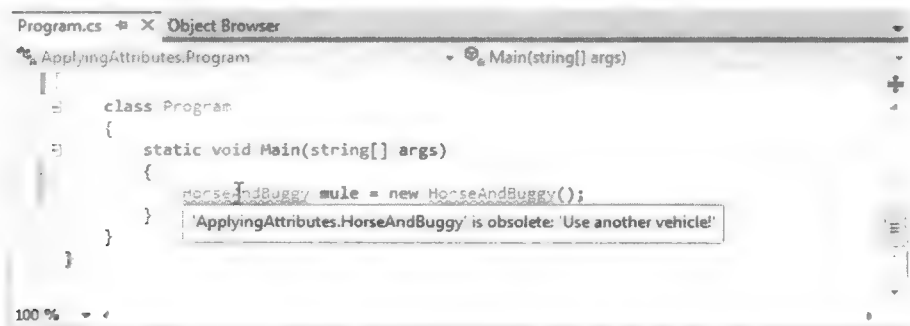 Program.cs Object Browser
ApplyingAttributes.Program Main(string[] args)
class Program
{
static void Main(string[] args)
{
HorseAndBuggy mule = new HorseAndBuggy();
}
'ApplyingAttributes.HorseAndBuggy' is obsolete: 'Use another vehicle!'
}
}
100 %